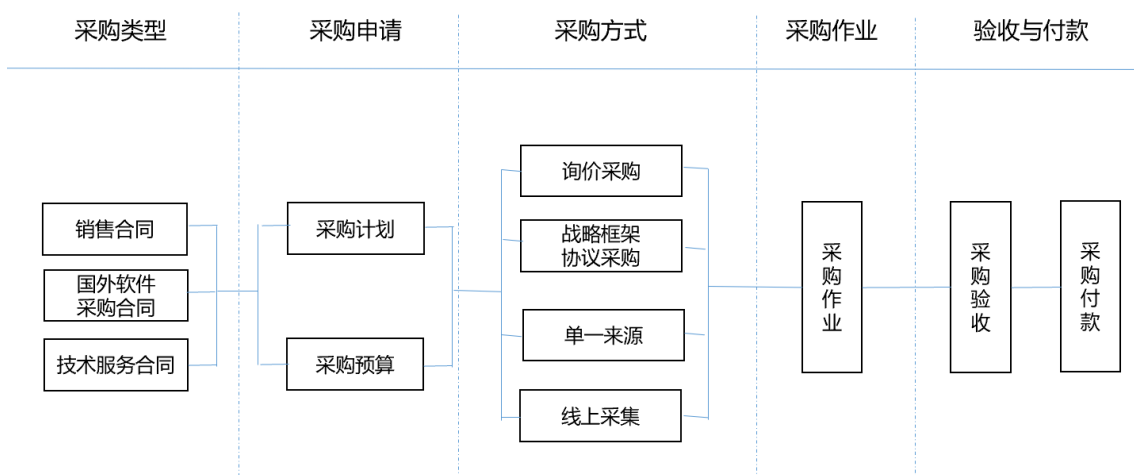 采购类型
采购申请
采购方式
采购作业
验收与付款
销售合同
国外软件
采购合同
技术服务合同
采购计划
采购预算
询价采购
战略框架
协议采购
单一来源
线上采集
采购作业
采购验收
采购付款